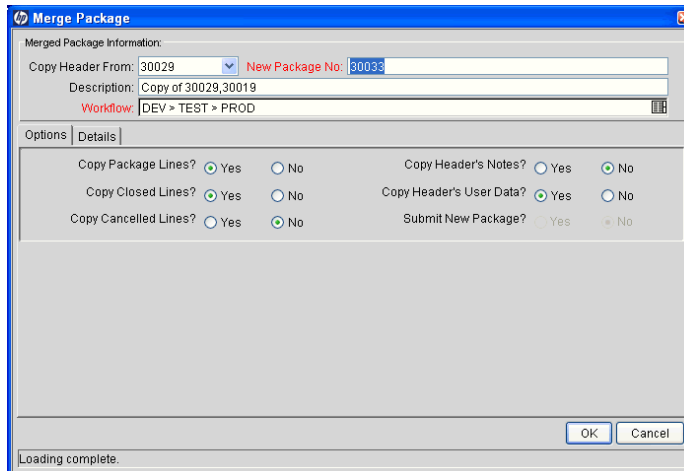 hp Merge Package
Merged Package Information:
Copy Header From: 30029 New Package No: 30033
Description: Copy of 30029,30019
Workflow: DEV > TEST > PROD
Options Details
Copy Package Lines? Yes No Copy Header's Notes? Yes No
Copy Closed Lines? Yes No Copy Header's User Data? Yes No
Copy Cancelled Lines? Yes No Submit New Package? Yes No
OK Cancel
Loading complete.